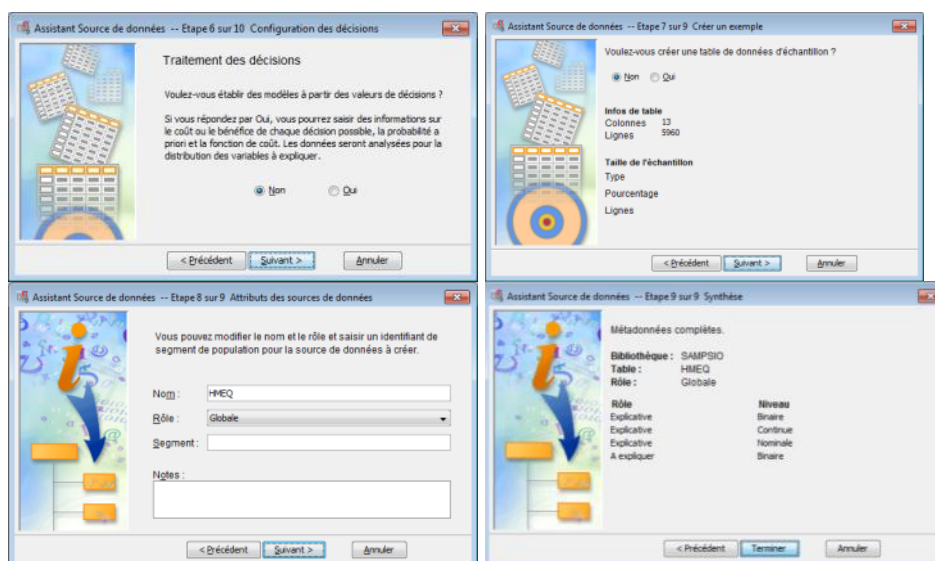 Assistant Source de données -- Etape 6 sur 10 Configuration des décisions
Traitement des décisions
Voulez-vous établir des modèles à partir des valeurs de décisions ?
Si vous répondez par Oui, vous pourrez saisir des informations sur
le coût ou le bénéfice de chaque décision possible, la probabilité a
priori et la fonction de coût. Les données seront analysées pour la
distribution des variables à expliquer.
Non Oui
< Précédent Suivant > Annuler
Assistant Source de données -- Etape 7 sur 9 Créer un exemple
Voulez-vous créer une table de données d'échantillon ?
Non Oui
Infos de table
Colonnes 13
Lignes 5960
Taille de l'échantillon
Type
Pourcentage
Lignes
< Précédent Suivant > Annuler
Assistant Source de données -- Etape 8 sur 9 Attributs des sources de données
Vous pouvez modifier le nom et le rôle et saisir un identifiant de
segment de population pour la source de données à créer.
Nom : HMEQ
Rôle : Globale
Segment :
Notes :
< Précédent Suivant > Annuler
Assistant Source de données -- Etape 9 sur 9 Synthèse
Métadonnées complètes.
Bibliothèque : SAMPSIO
Table : HMEQ
Rôle : Globale
Rôle Niveau
Explicative Binaire
Explicative Continue
Explicative Nominale
A expliquer Binaire
< Précédent Terminer Annuler